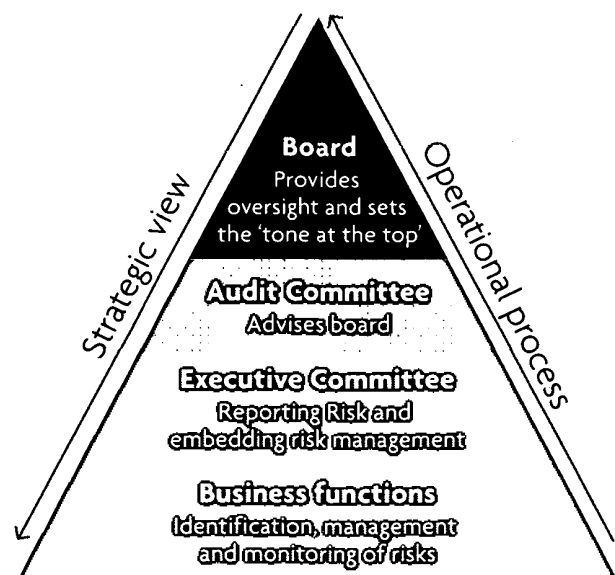 Board
Provides
oversight and sets
the 'tone at the top'
Strategic view
Operational process
Audit Committee
Advises board
Executive Committee
Reporting Risk and
embedding risk management
Business functions
Identification, management
and monitoring of risks